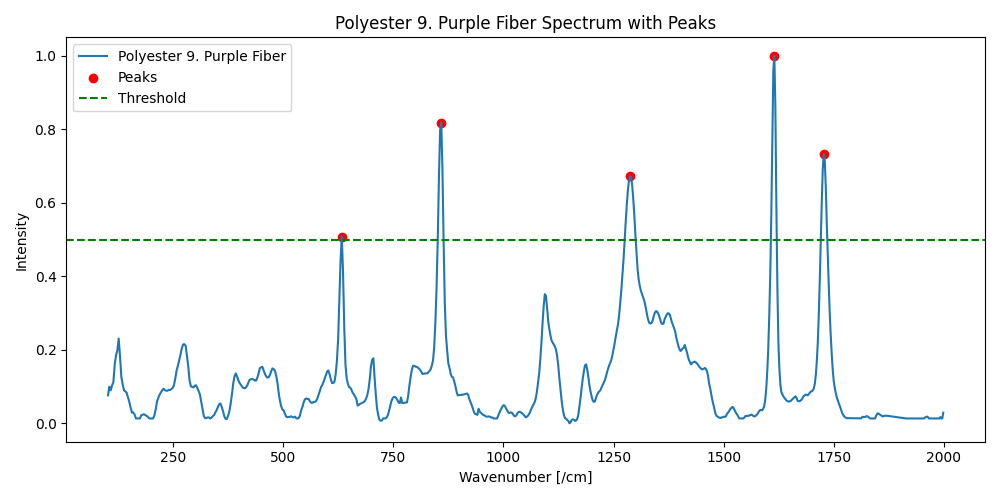 Polyester 9. Purple Fiber Spectrum with Peaks
Polyester 9. Purple Fiber
Peaks
Threshold
Intensity
1.0
0.8
0.6
0.4
0.2
0.0
250 500 750 1000 1250 1500 1750 2000
Wavenumber [/cm]